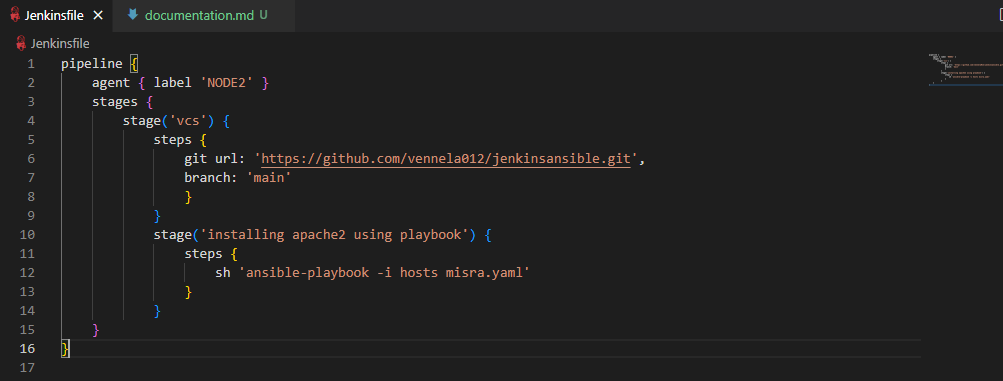 Jenkinsfile
documentation.md U
Jenkinsfile
1 pipeline {
2     agent { label 'NODE2' }
3     stages {
4         stage('vcs') {
5             steps {
6                 git url: 'https://github.com/vennela012/jenkinsansible.git',
7                 branch: 'main'
8                 }
9             }
10             stage('installing apache2 using playbook') {
11                 steps {
12                     sh 'ansible-playbook -i hosts misra.yaml'
13                 }
14             }
15     }
16 }
17